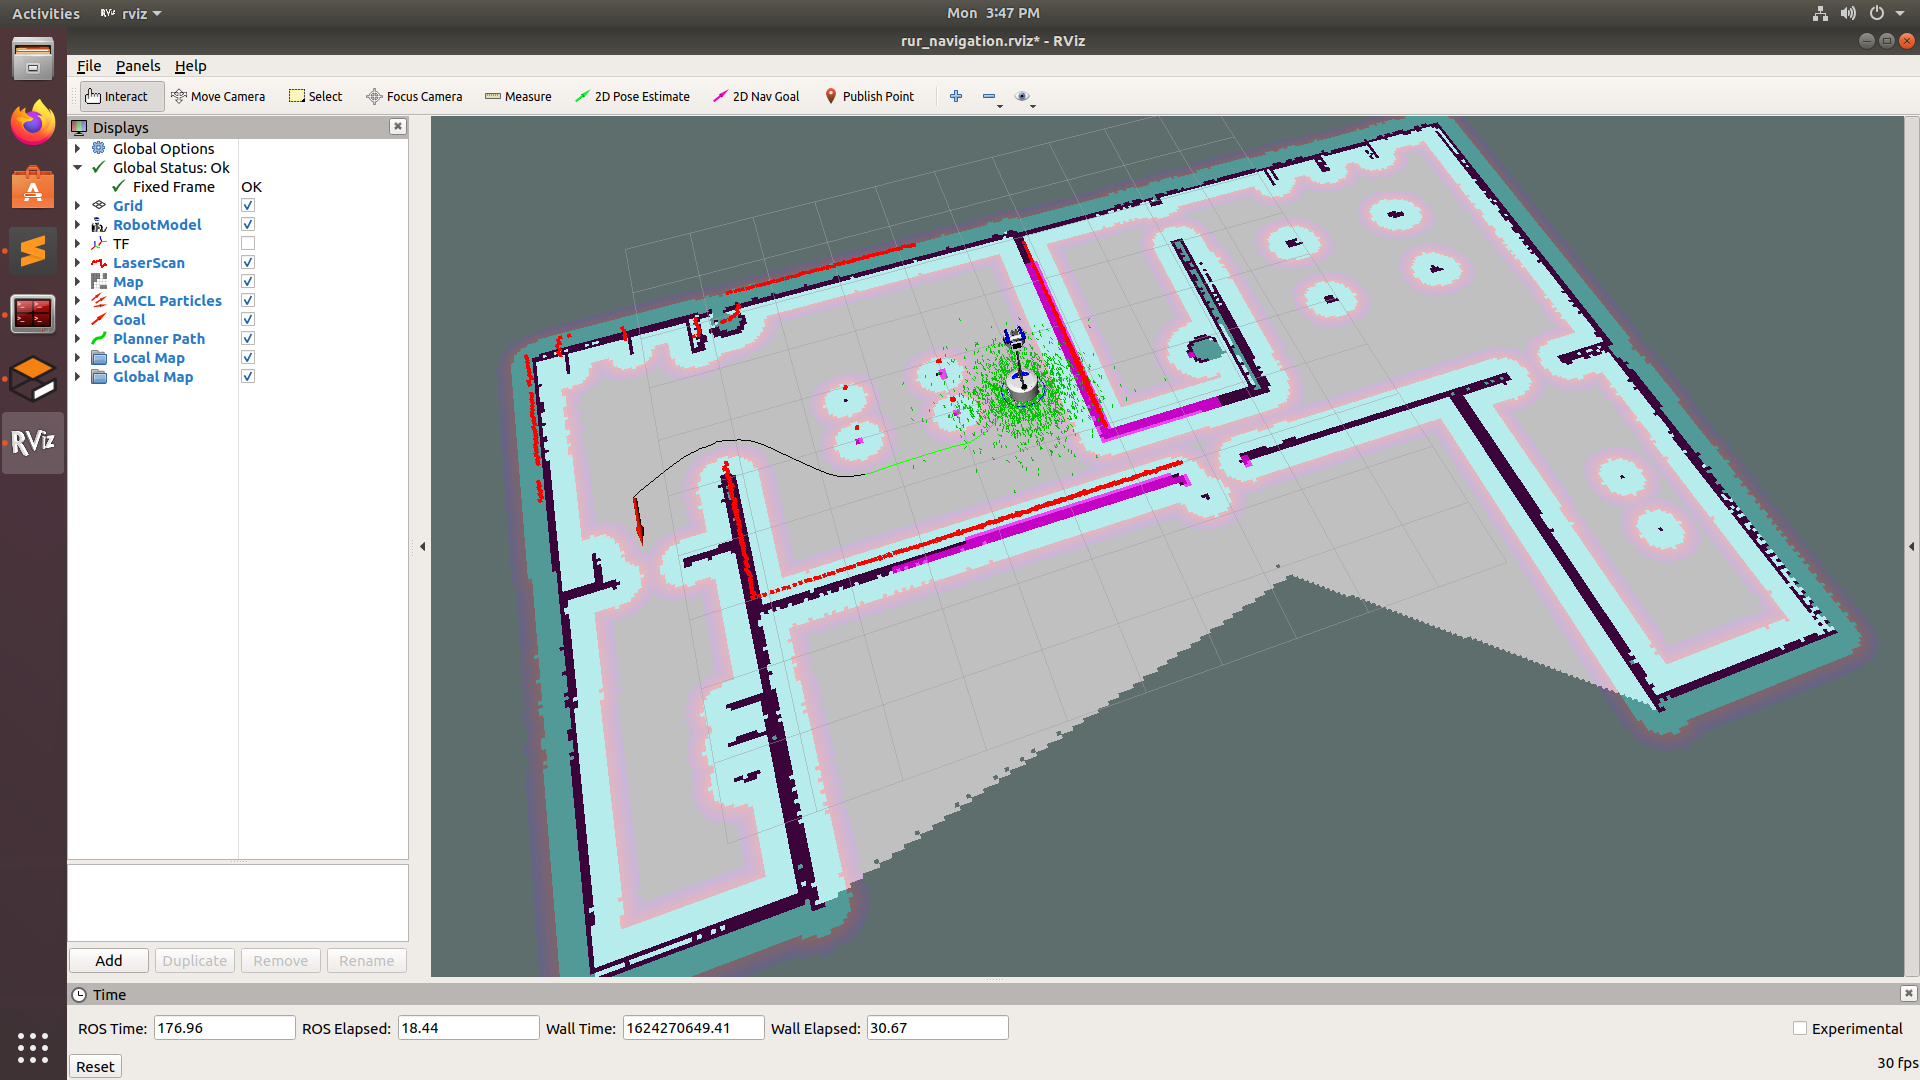 Activities rviz Mon 3:47 PM
rur_navigation.rviz* - RViz
File Panels Help
Interact Move Camera Select Focus Camera Measure 2D Pose Estimate 2D Nav Goal Publish Point
Displays
Global Options
Global Status: Ok
Fixed Frame OK
Grid
RobotModel
TF
LaserScan
Map
AMCL Particles
Goal
Planner Path
Local Map
Global Map
RViz
Add Duplicate Remove Rename
Time
ROS Time: 176.96 ROS Elapsed: 18.44 Wall Time: 1624270649.41 Wall Elapsed: 30.67 Experimental
Reset 30 fps